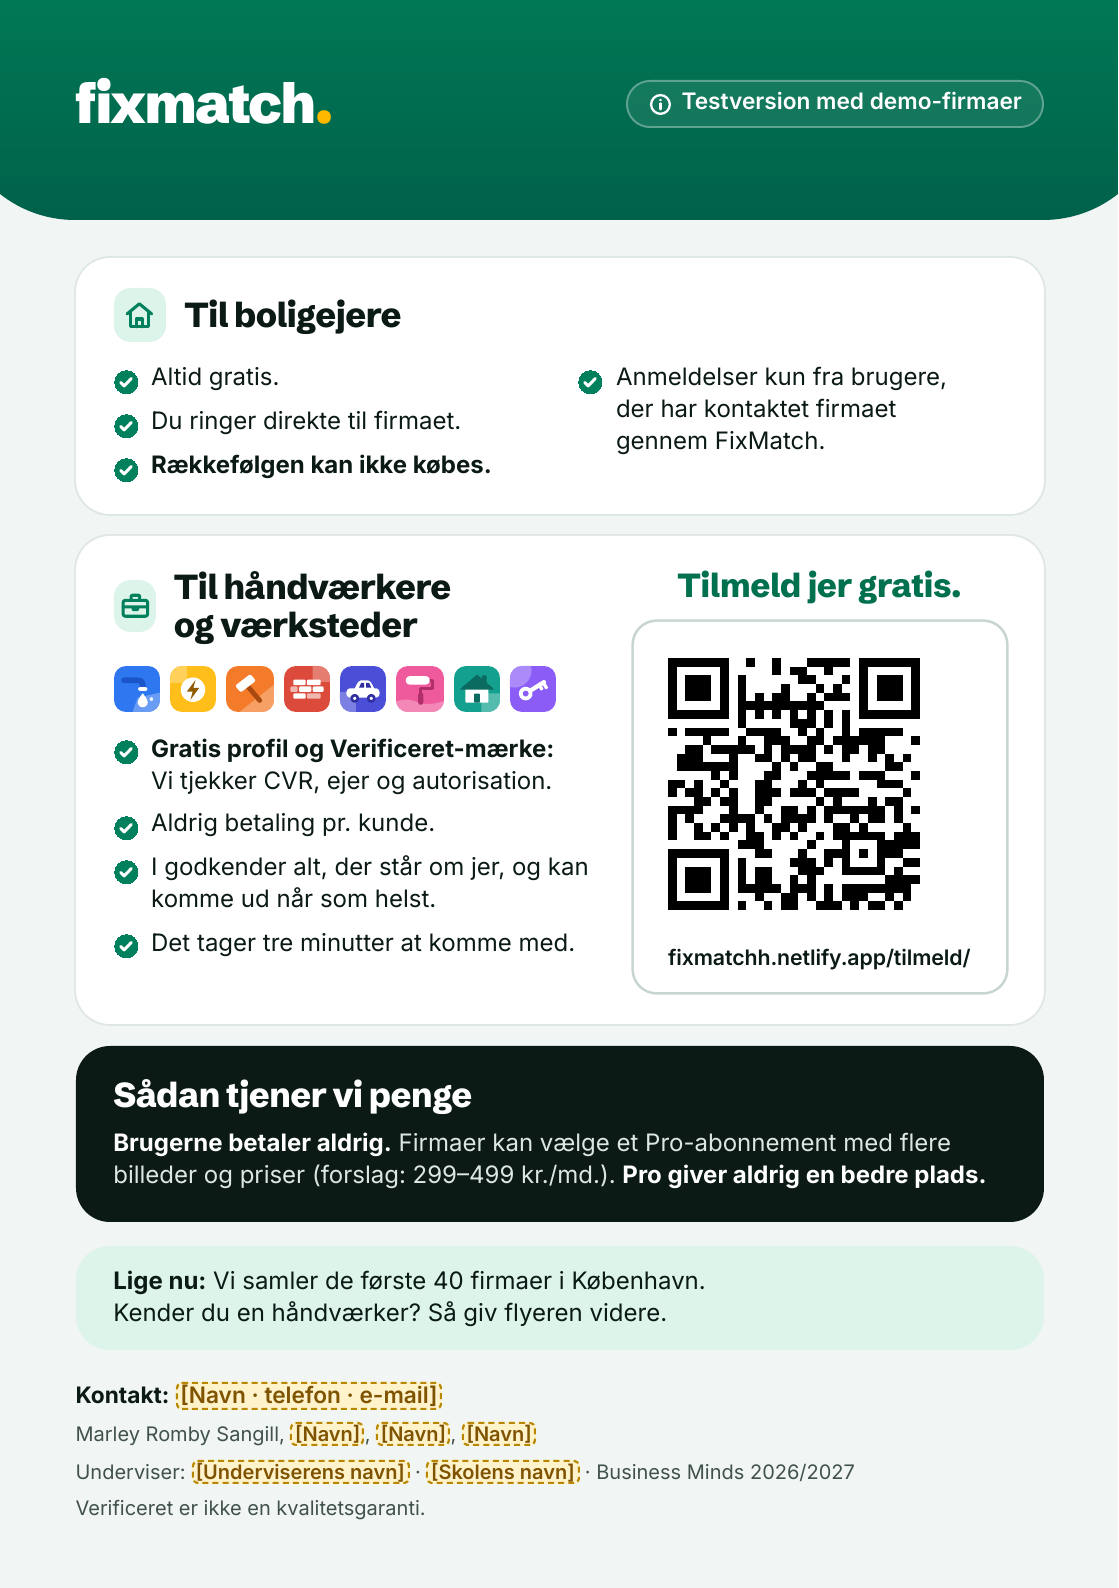 fixmatch.
Testversion med demo-firmaer
Til boligejere
Altid gratis.
Du ringer direkte til firmaet.
Rækkefølgen kan ikke købes.
Anmeldelser kun fra brugere,
der har kontaktet firmaet
gennem FixMatch.
Til håndværkere
og værksteder
Gratis profil og Verificeret-mærke:
Vi tjekker CVR, ejer og autorisation.
Aldrig betaling pr. kunde.
I godkender alt, der står om jer, og kan
komme ud når som helst.
Det tager tre minutter at komme med.
Tilmeld jer gratis.
fixmatchh.netlify.app/tilmeld/
Sådan tjener vi penge
Brugerne betaler aldrig. Firmaer kan vælge et Pro-abonnement med flere
billeder og priser (forslag: 299–499 kr./md.). Pro giver aldrig en bedre plads.
Lige nu: Vi samler de første 40 firmaer i København.
Kender du en håndværker? Så giv flyeren videre.
Kontakt: [Navn · telefon · e-mail]
Marley Romby Sangill, [Navn], [Navn], [Navn]
Underviser: [Underviserens navn] · [Skolens navn] · Business Minds 2026/2027
Verificeret er ikke en kvalitetsgaranti.